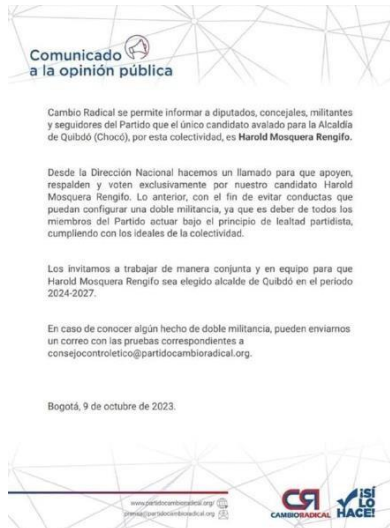 Comunicado
a la opinión pública
Cambio Radical se permite informar a diputados, concejales, militantes
y seguidores del Partido que el único candidato avalado para la Alcaldía
de Quibdó (Chocó), por esta colectividad, es Harold Mosquera Rengifo.
Desde la Dirección Nacional hacemos un llamado para que apoyen,
respalden y voten exclusivamente por nuestro candidato Harold
Mosquera Rengifo. Lo anterior, con el fin de evitar conductas que
puedan configurar una doble militancia, ya que es deber de todos los
miembros del Partido actuar bajo el principio de lealtad partidista,
cumpliendo con los ideales de la colectividad.
Los invitamos a trabajar de manera conjunta y en equipo para que
Harold Mosquera Rengifo sea elegido alcalde de Quibdó en el periodo
2024-2027.
En caso de conocer algún hecho de doble militancia, pueden enviarnos
un correo con las pruebas correspondientes a
consejocontroletico@partidocambioradical.org.
Bogotá, 9 de octubre de 2023.
www.partidocambioradical.org/
prensa@partidocambioradical.org
CR
CAMBIO RADICAL
¡SÍ
LO
HACE!